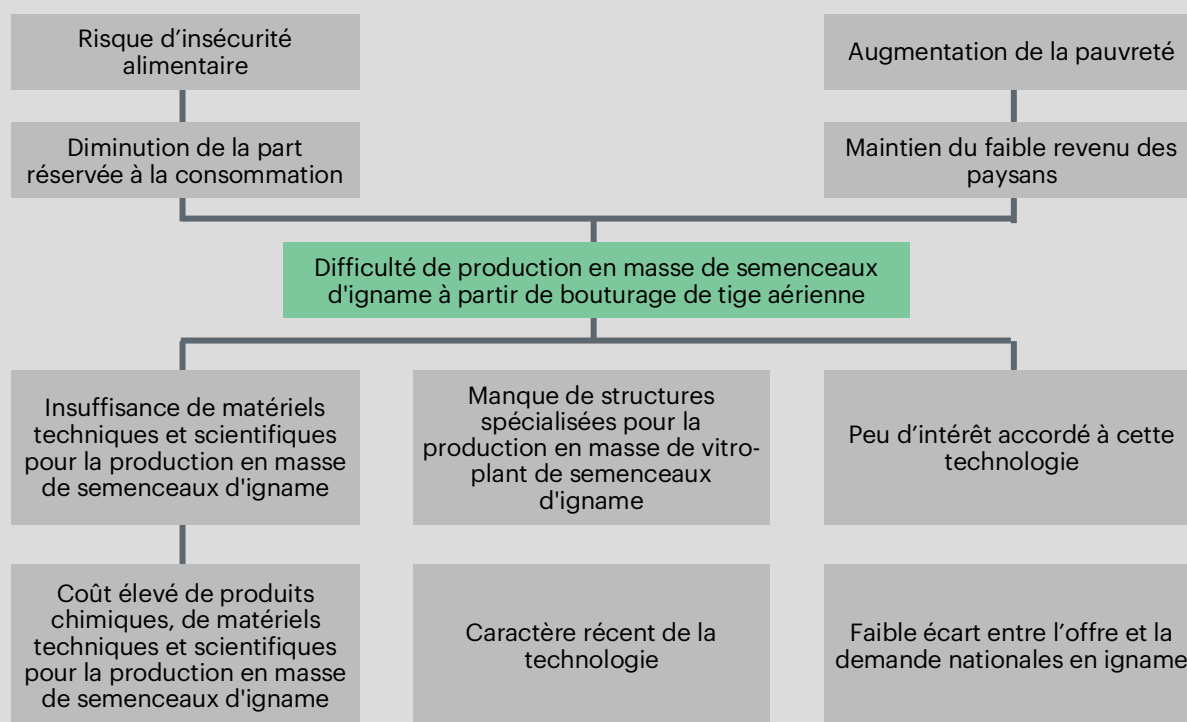 Risque d’insécurité
alimentaire
Augmentation de la pauvreté
Diminution de la part
réservée à la consommation
Maintien du faible revenu des
paysans
Difficulté de production en masse de semenceaux
d'igname à partir de bouturage de tige aérienne
Insuffisance de matériels
techniques et scientifiques
pour la production en masse
de semenceaux d'igname
Manque de structures
spécialisées pour la
production en masse de vitro-
plant de semenceaux
d'igname
Peu d’intérêt accordé à cette
technologie
Coût élevé de produits
chimiques, de matériels
techniques et scientifiques
pour la production en masse
de semenceaux d'igname
Caractère récent de la
technologie
Faible écart entre l’offre et la
demande nationales en igname